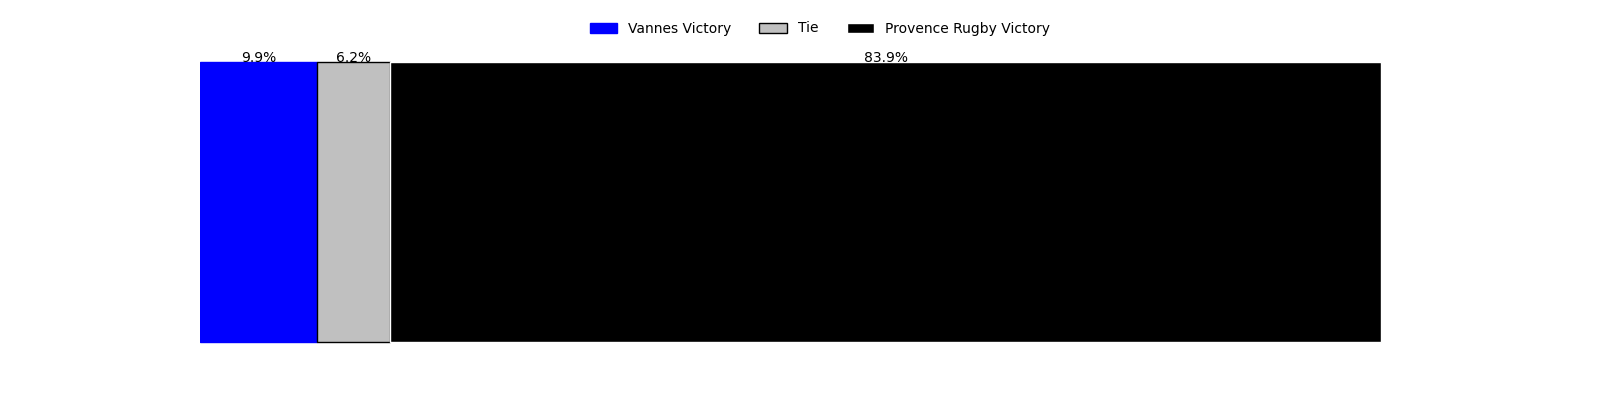 Vannes Victory Tie Provence Rugby Victory
9.9% 6.2% 83.9%